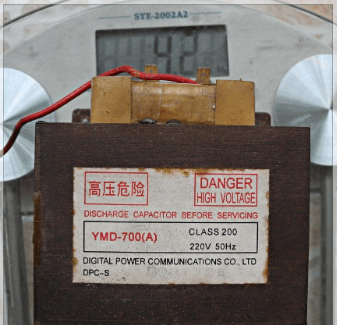 SYE-2002A2
42
高压危险
DANGER
HIGH VOLTAGE
DISCHARGE CAPACITOR BEFORE SERVICING
YMD-700(A)
CLASS 200
220V 50Hz
DIGITAL POWER COMMUNICATIONS CO., LTD
DPC-S